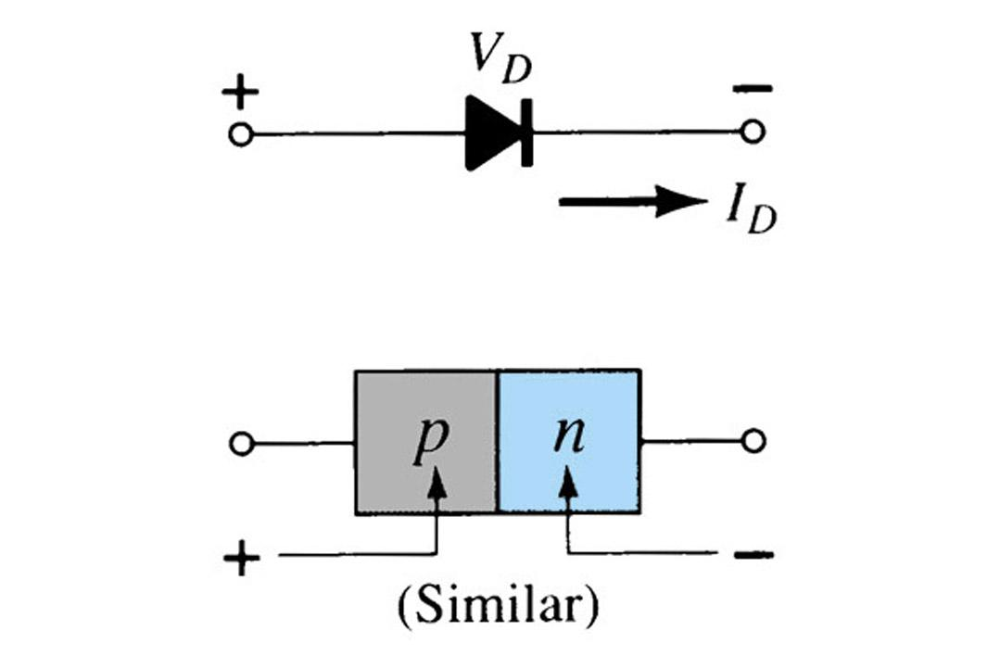 V_D
+ −
I_D
p n
+ −
(Similar)